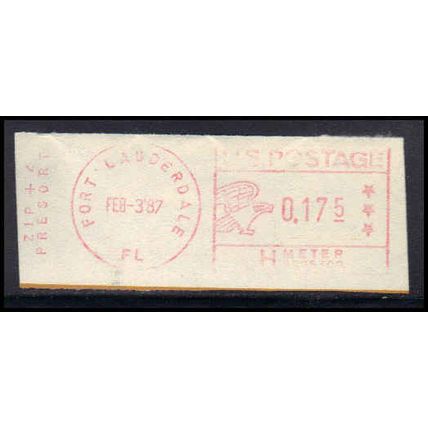 ZIP + 4
PRESORT
FORT LAUDERDALE
FEB-3'87
FL
U.S. POSTAGE
0.175
H METER